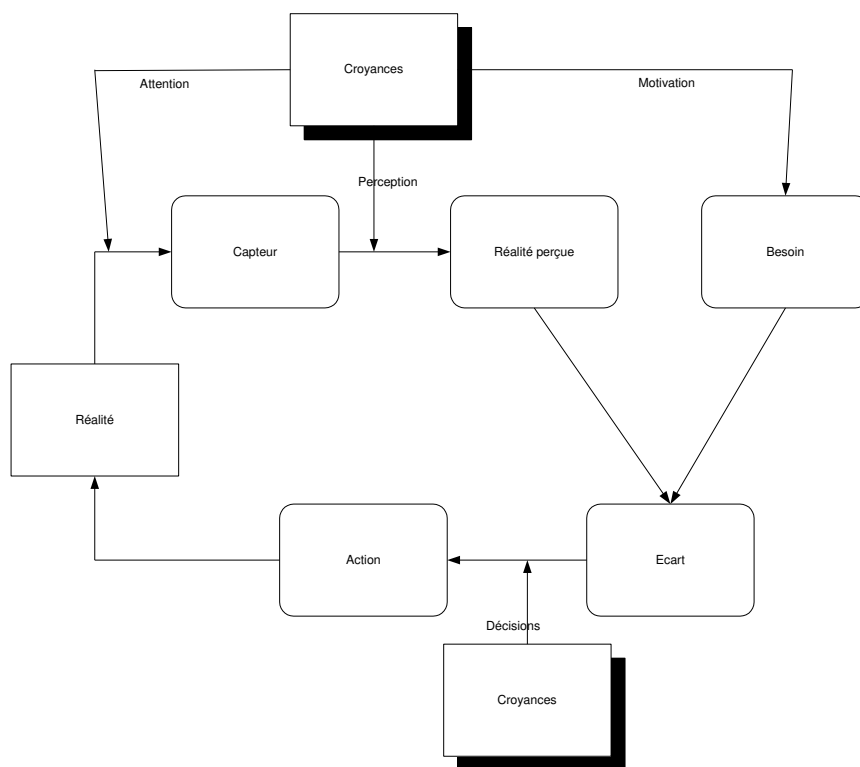 Croyances
Attention
Motivation
Perception
Capteur
Réalité perçue
Besoin
Réalité
Action
Ecart
Décisions
Croyances